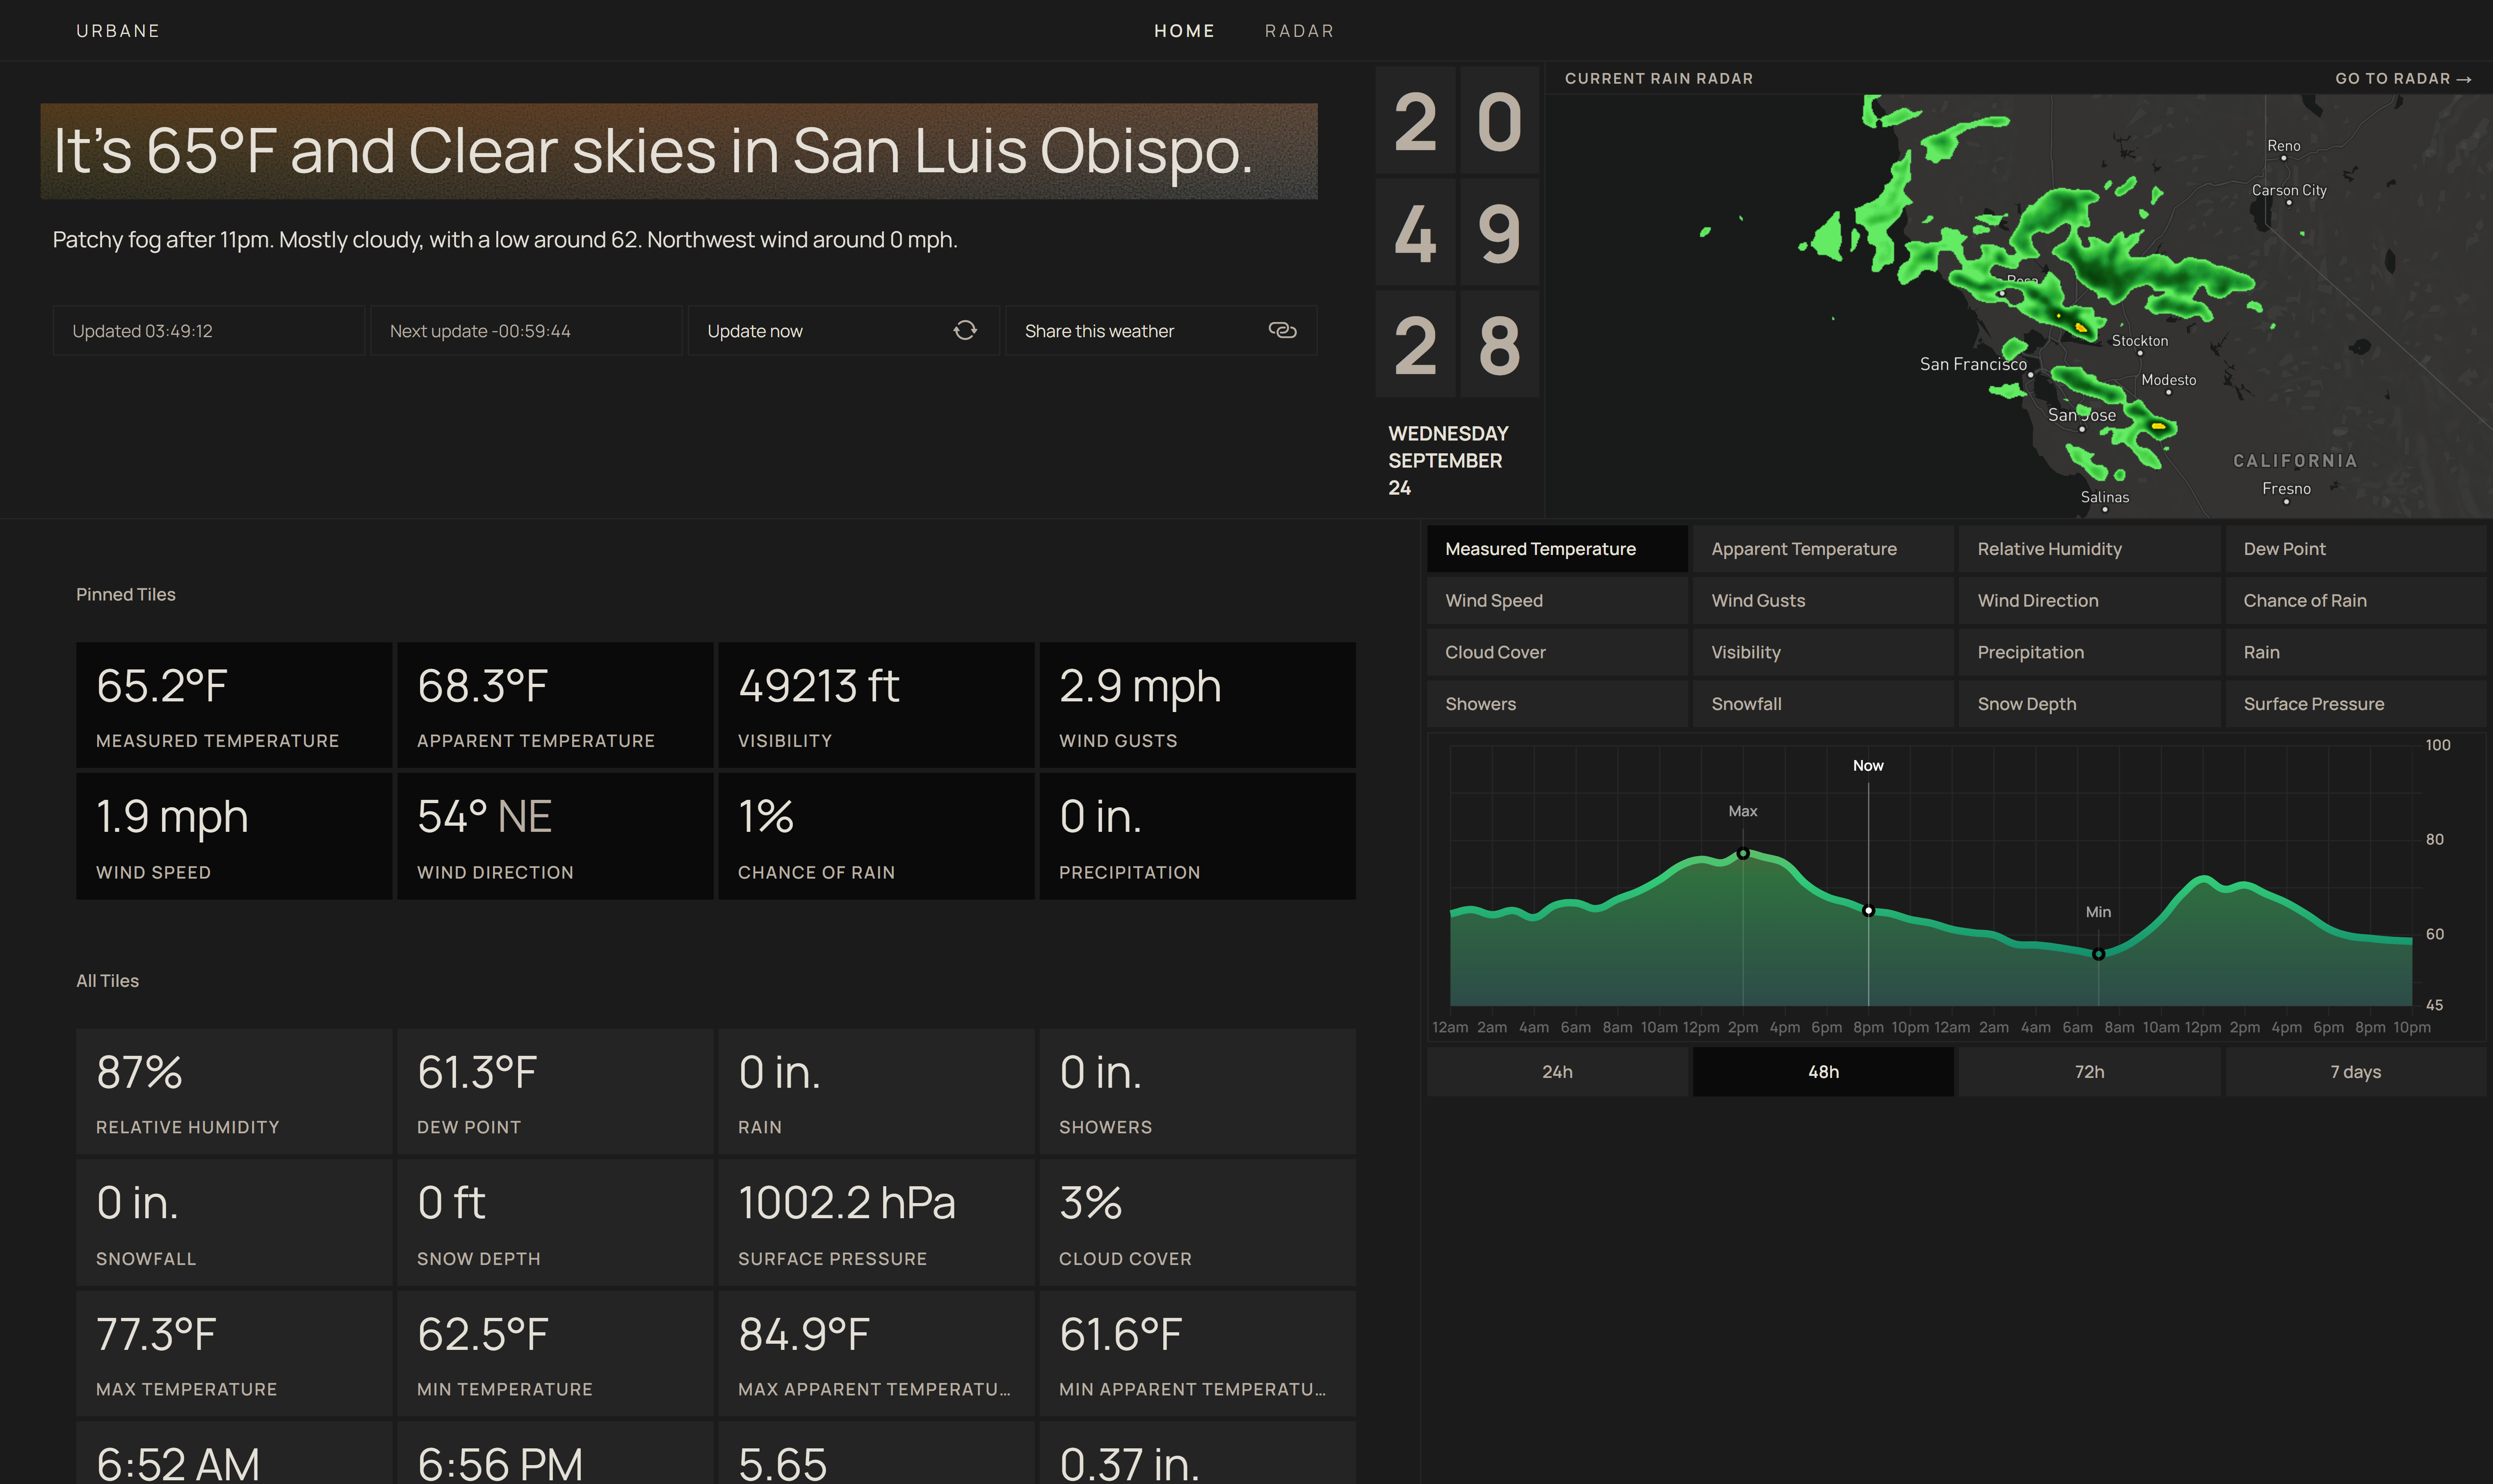 URBANE
HOME
RADAR
It's 65°F and Clear skies in San Luis Obispo.
Patchy fog after 11pm. Mostly cloudy, with a low around 62. Northwest wind around 0 mph.
Updated 03:49:12
Next update -00:59:44
Update now
Share this weather
20
49
28
WEDNESDAY
SEPTEMBER
24
CURRENT RAIN RADAR
GO TO RADAR →
Reno
Carson City
Rosa
Stockton
San Francisco
Modesto
San Jose
CALIFORNIA
Fresno
Salinas
Pinned Tiles
65.2°F
MEASURED TEMPERATURE
68.3°F
APPARENT TEMPERATURE
49213 ft
VISIBILITY
2.9 mph
WIND GUSTS
1.9 mph
WIND SPEED
54° NE
WIND DIRECTION
1%
CHANCE OF RAIN
0 in.
PRECIPITATION
All Tiles
87%
RELATIVE HUMIDITY
61.3°F
DEW POINT
0 in.
RAIN
0 in.
SHOWERS
0 in.
SNOWFALL
0 ft
SNOW DEPTH
1002.2 hPa
SURFACE PRESSURE
3%
CLOUD COVER
77.3°F
MAX TEMPERATURE
62.5°F
MIN TEMPERATURE
84.9°F
MAX APPARENT TEMPERATU...
61.6°F
MIN APPARENT TEMPERATU...
6:52 AM
6:56 PM
5.65
0.37 in.
Measured Temperature
Apparent Temperature
Relative Humidity
Dew Point
Wind Speed
Wind Gusts
Wind Direction
Chance of Rain
Cloud Cover
Visibility
Precipitation
Rain
Showers
Snowfall
Snow Depth
Surface Pressure
100
Now
Max
80
Min
60
45
12am 2am 4am 6am 8am 10am 12pm 2pm 4pm 6pm 8pm 10pm 12am 2am 4am 6am 8am 10am 12pm 2pm 4pm 6pm 8pm 10pm
24h
48h
72h
7 days